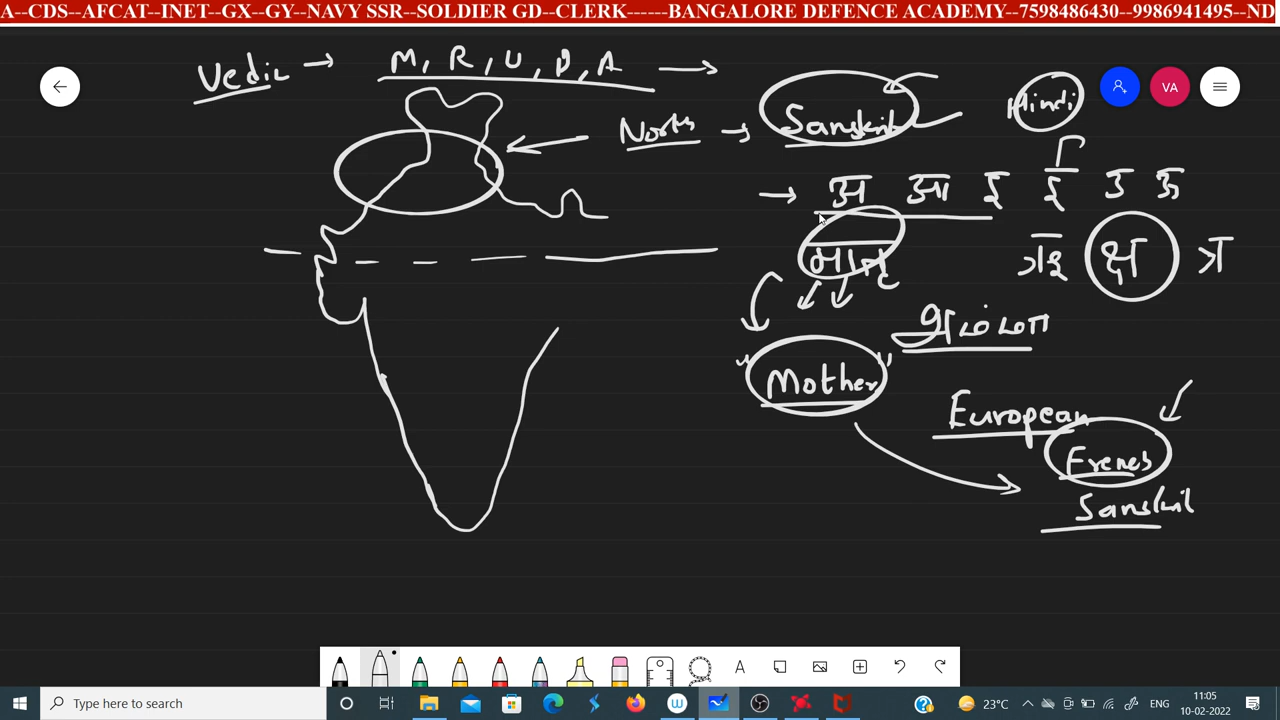 A--CDS--AFCAT--INET--GX--GY--NAVY SSR--SOLDIER GD--CLERK------BANGALORE DEFENCE ACADEMY--7598486430--9986941495--ND
Vedic → M, R, U, P, A →
North → Sanskrit Hindi
VA
→ अ आ इ ई उ ऊ
क्ष त्र
"Mother"
European
French
Sanskrit
A
Type here to search
23°C
11:05
10-02-2022